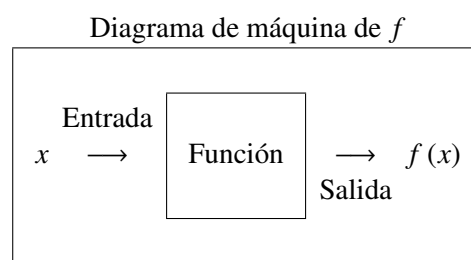 Diagrama de máquina de f
Entrada
x ⟶ Función ⟶ f (x)
Salida